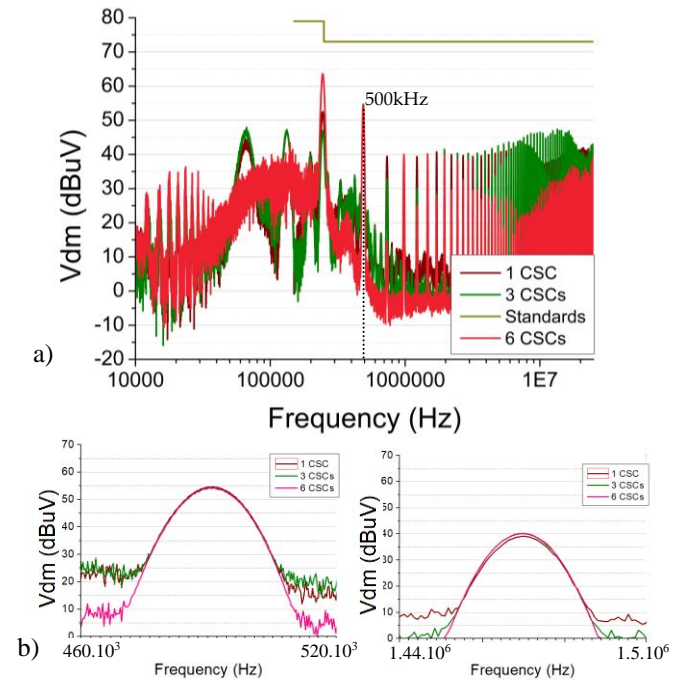 80
70
60
50
40
30
20
10
0
-10
-20
Vdm (dBuV)
500kHz
1 CSC
3 CSCs
Standards
6 CSCs
a)
10000
100000
1000000
1E7
Frequency (Hz)
70
60
50
40
30
20
10
0
Vdm (dBuV)
1 CSC
3 CSCs
6 CSCs
b)
460.10³
520.10³
Frequency (Hz)
70
60
50
40
30
20
10
0
Vdm (dBuV)
1 CSC
3 CSCs
6 CSCs
1.44.10⁶
1.5.10⁶
Frequency (Hz)